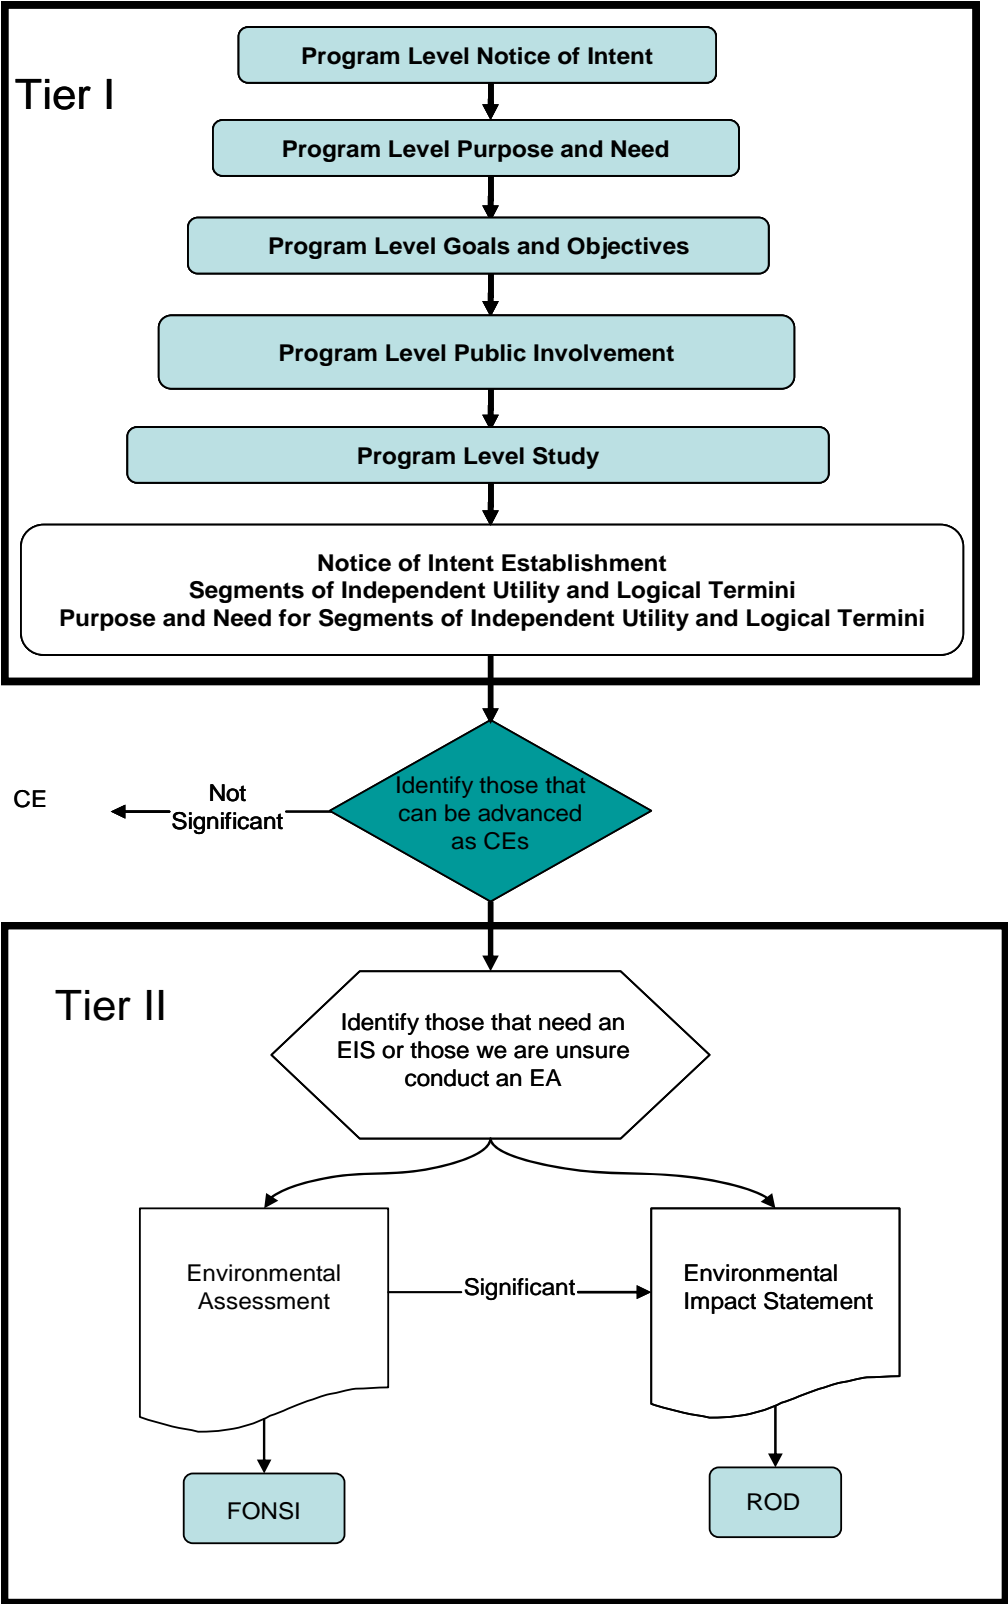 Tier I
Program Level Notice of Intent
Program Level Purpose and Need
Program Level Goals and Objectives
Program Level Public Involvement
Program Level Study
Notice of Intent Establishment
Segments of Independent Utility and Logical Termini
Purpose and Need for Segments of Independent Utility and Logical Termini
Identify those that
can be advanced
as CEs
Not
Significant
CE
Tier II
Identify those that need an
EIS or those we are unsure
conduct an EA
Environmental
Assessment
Significant
Environmental
Impact Statement
FONSI
ROD